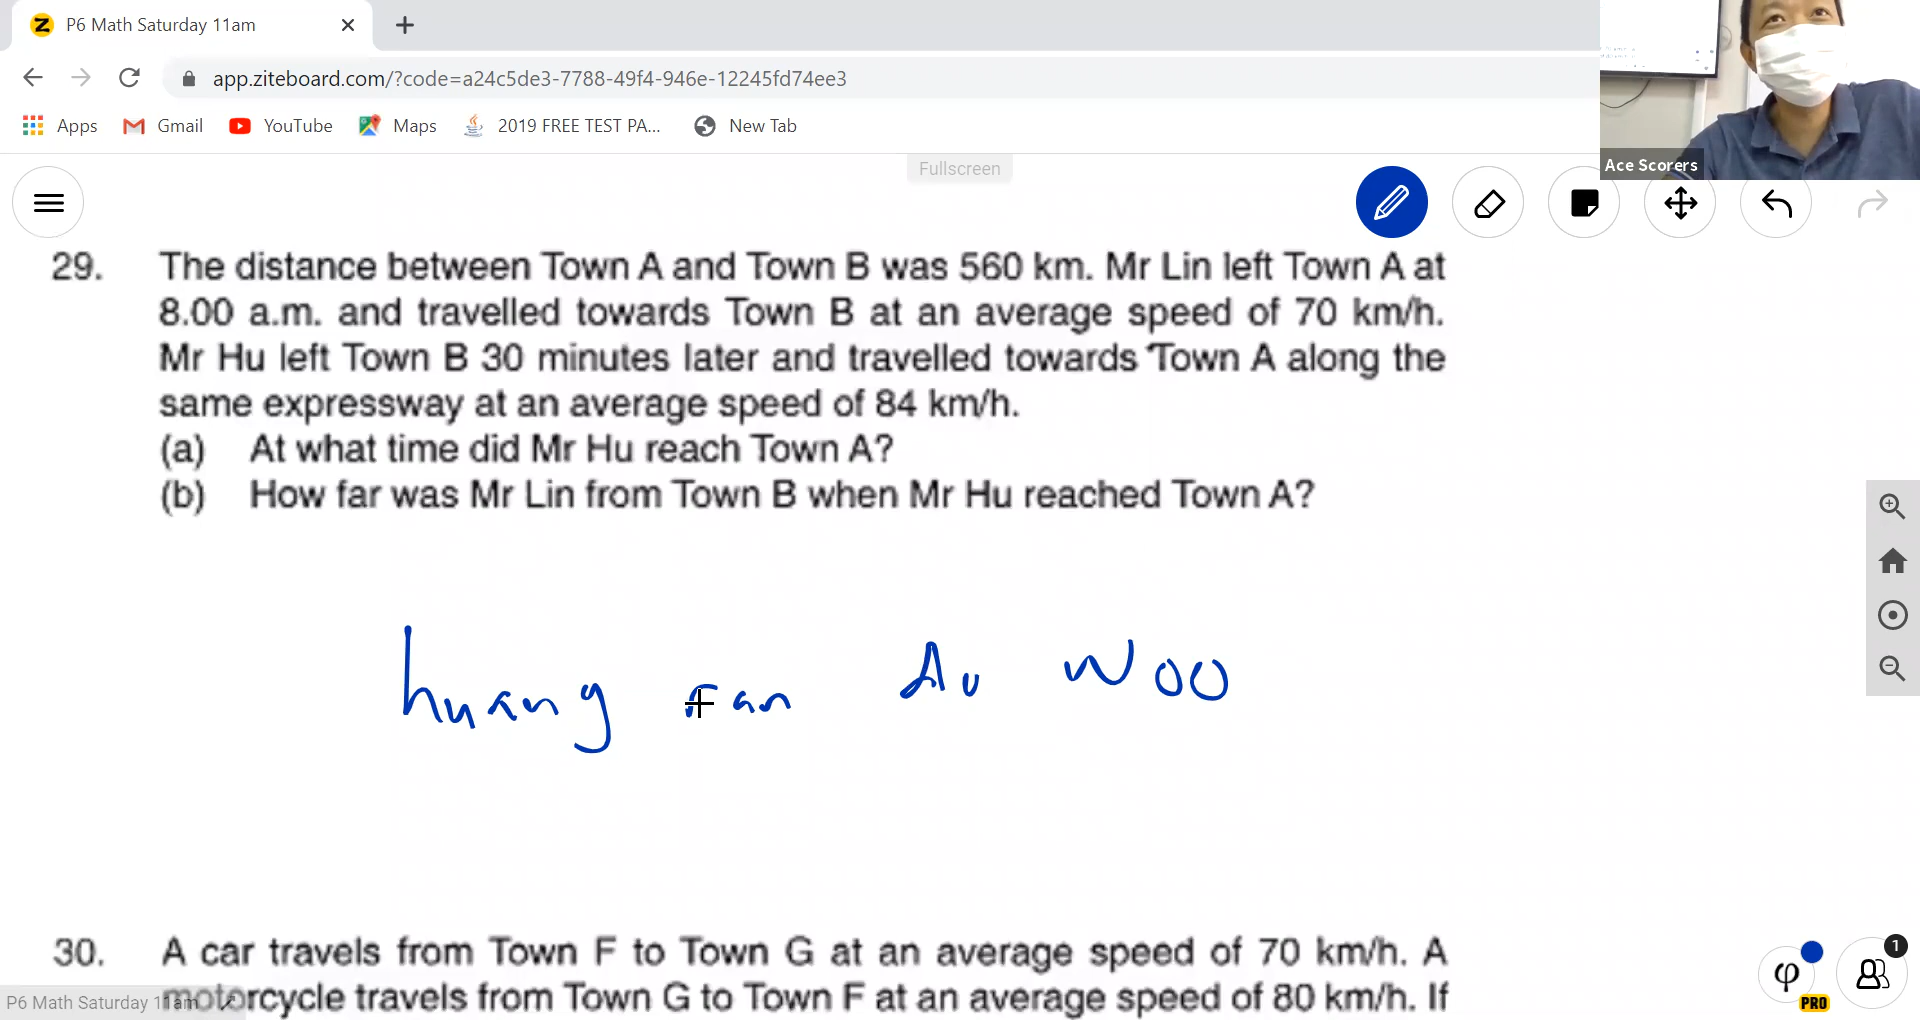 P6 Math Saturday 11am
app.ziteboard.com/?code=a24c5de3-7788-49f4-946e-12245fd74ee3
Apps Gmail YouTube Maps 2019 FREE TEST PA... New Tab
Fullscreen
Ace Scorers
29. The distance between Town A and Town B was 560 km. Mr Lin left Town A at
8.00 a.m. and travelled towards Town B at an average speed of 70 km/h.
Mr Hu left Town B 30 minutes later and travelled towards Town A along the
same expressway at an average speed of 84 km/h.
(a) At what time did Mr Hu reach Town A?
(b) How far was Mr Lin from Town B when Mr Hu reached Town A?
huang an Au Woo
30. A car travels from Town F to Town G at an average speed of 70 km/h. A
motorcycle travels from Town G to Town F at an average speed of 80 km/h. If
P6 Math Saturday 11am
φ PRO
1